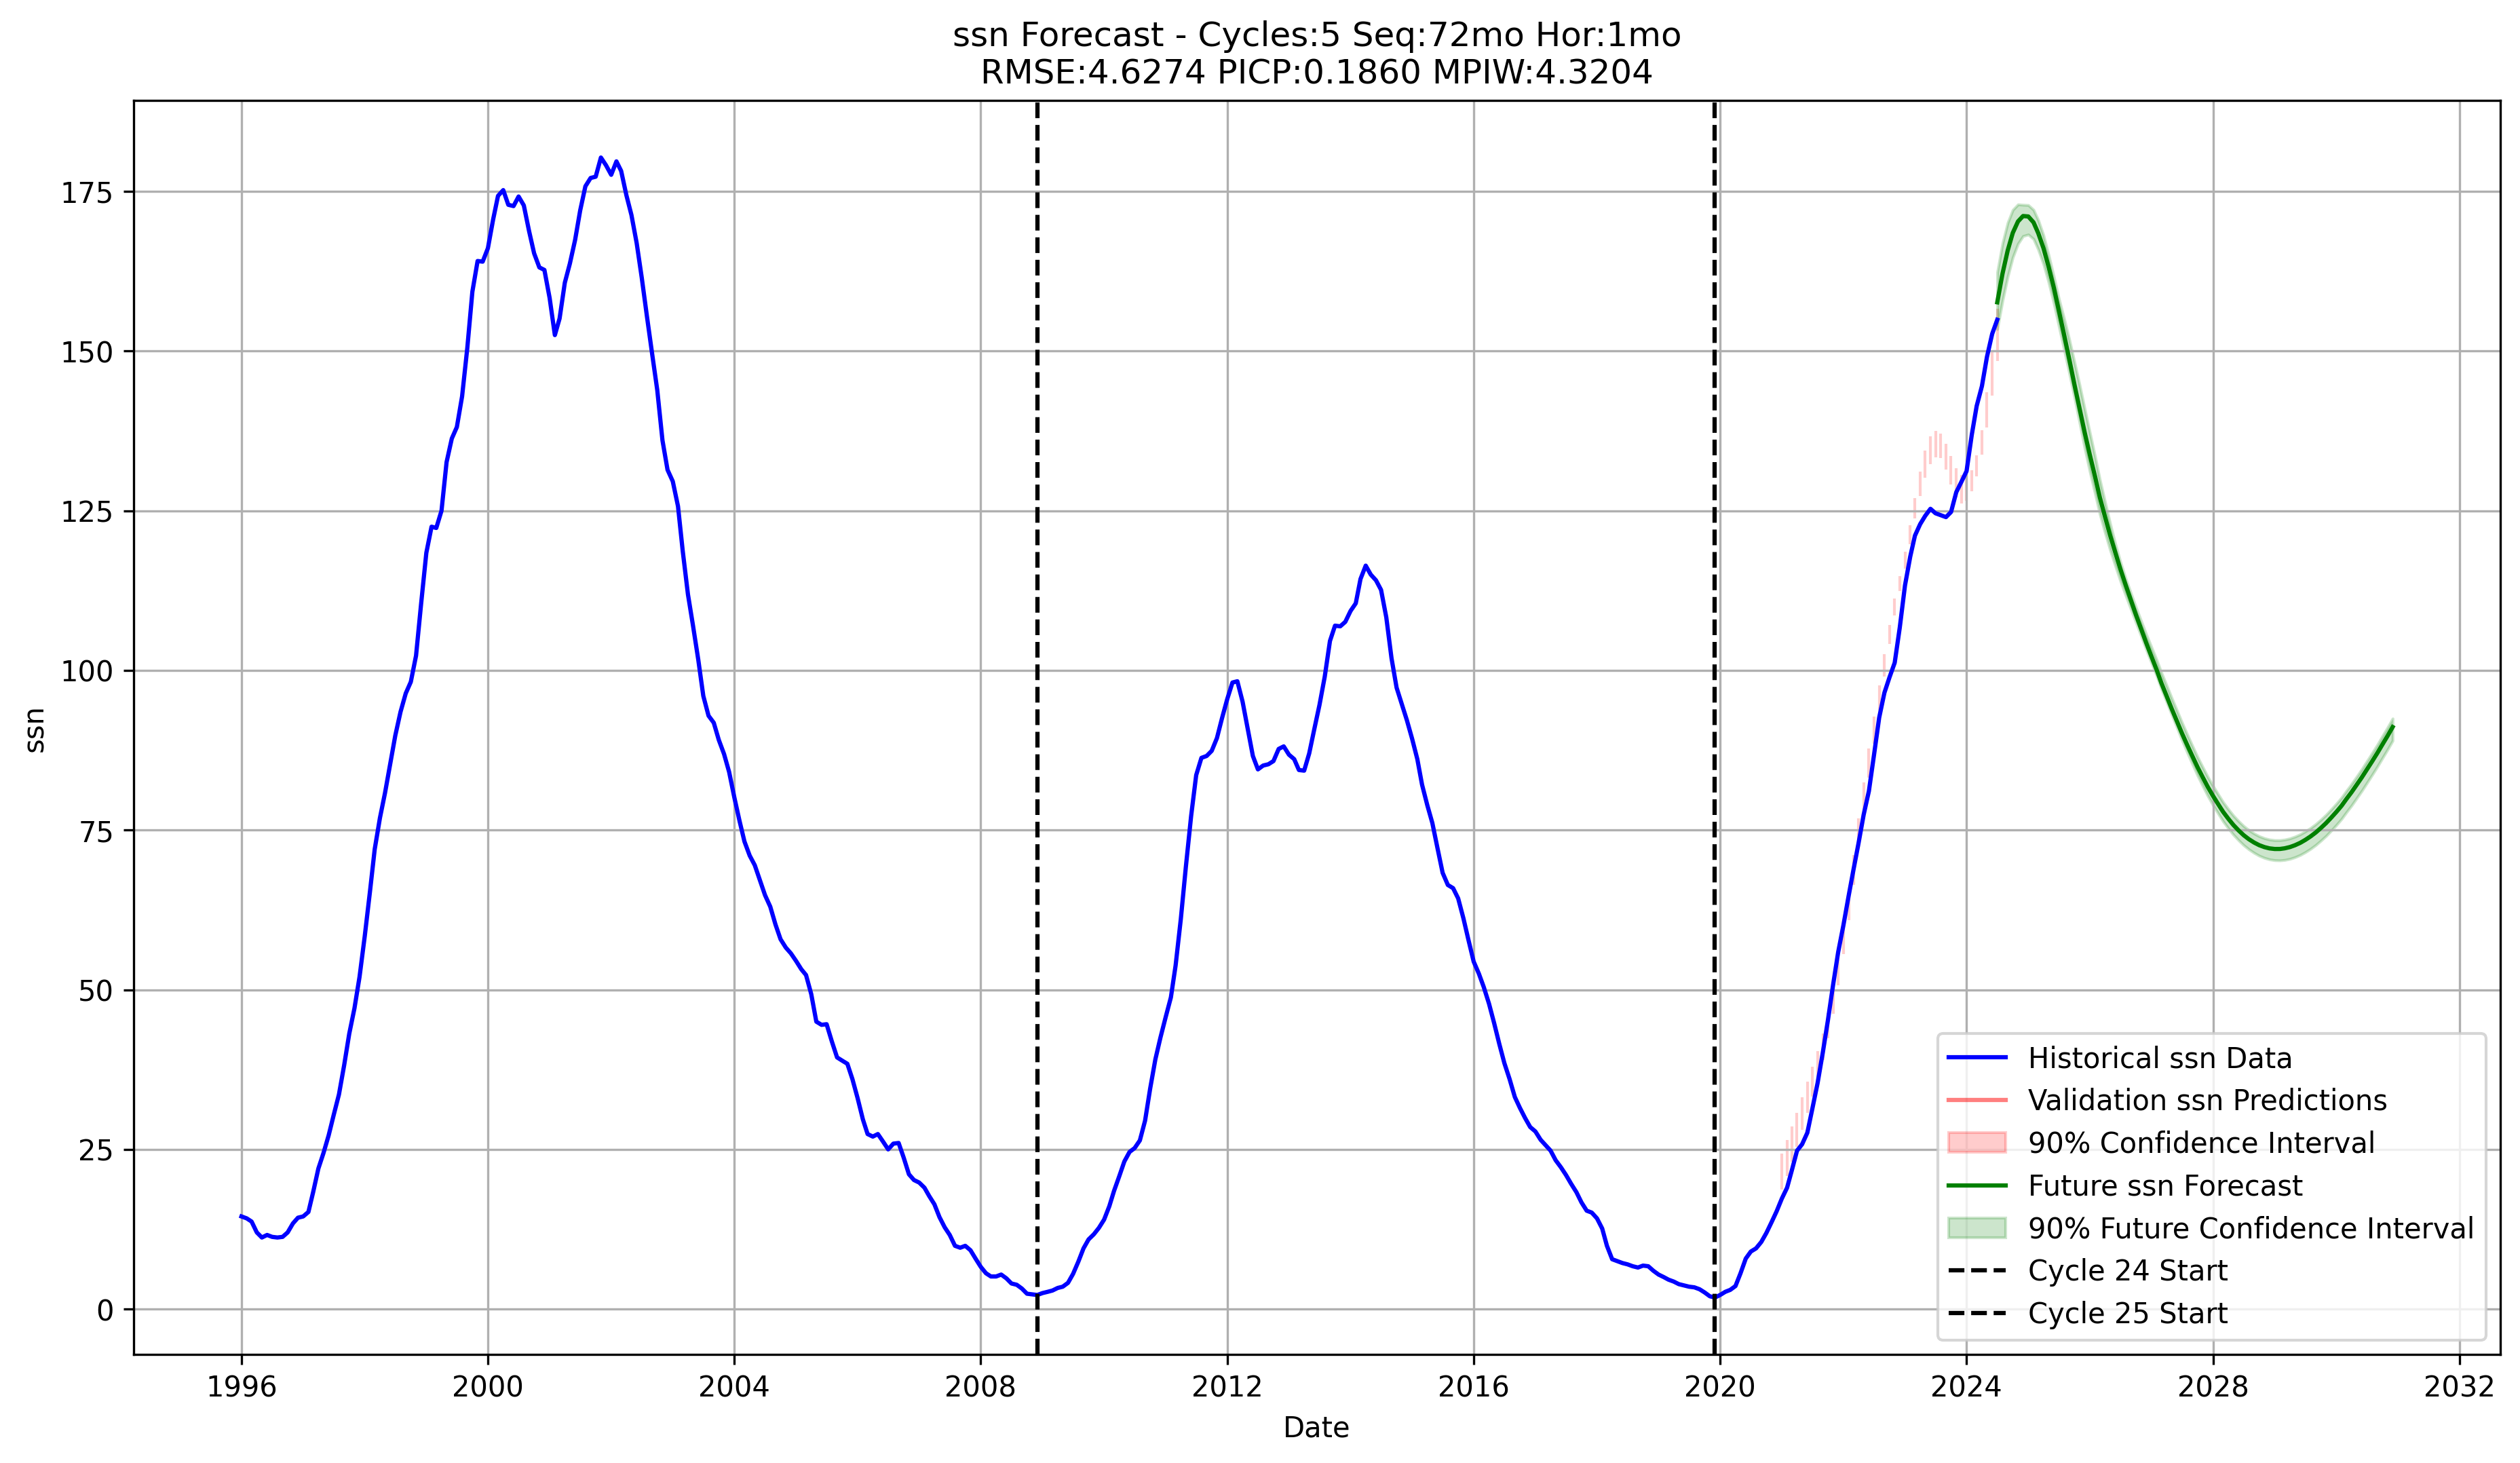 ssn Forecast - Cycles:5 Seq:72mo Hor:1mo
RMSE:4.6274 PICP:0.1860 MPIW:4.3204
175
150
125
100
75
50
25
0
ssn
1996 2000 2004 2008 2012 2016 2020 2024 2028 2032
Date
Historical ssn Data
Validation ssn Predictions
90% Confidence Interval
Future ssn Forecast
90% Future Confidence Interval
Cycle 24 Start
Cycle 25 Start